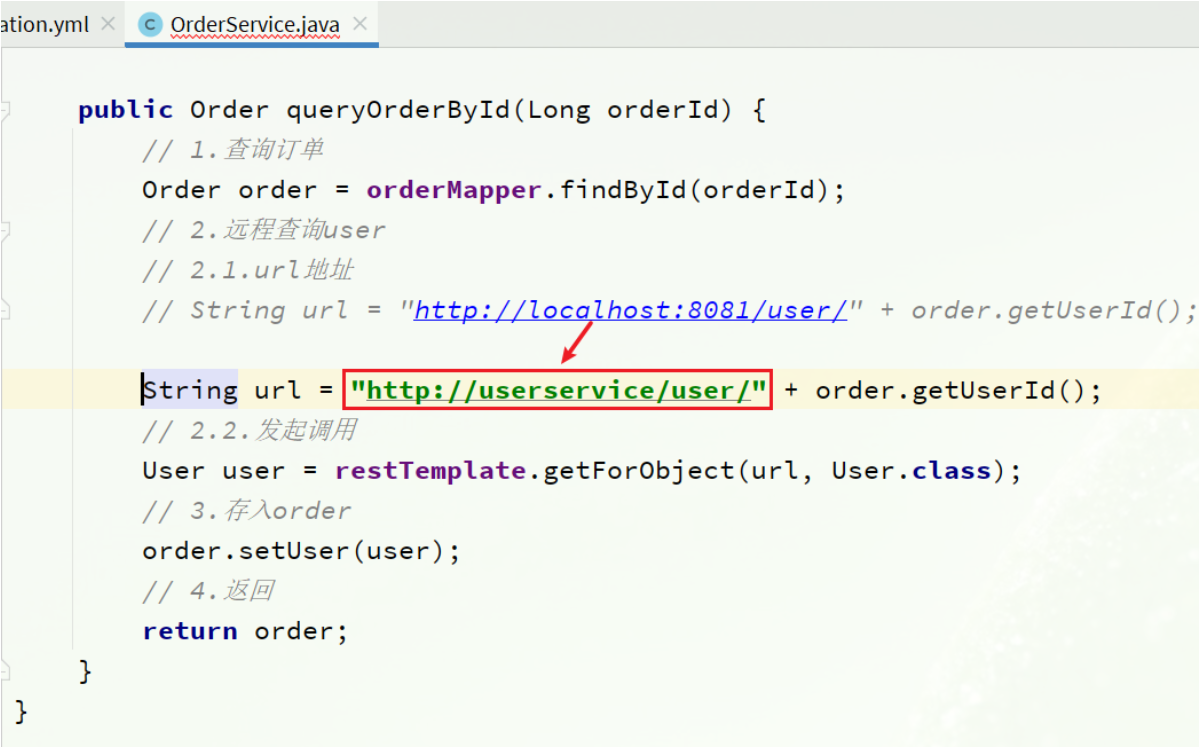 ation.yml
OrderService.java
public Order queryOrderById(Long orderId) {
// 1.查询订单
Order order = orderMapper.findById(orderId);
// 2.远程查询user
// 2.1.url地址
// String url = "http://localhost:8081/user/" + order.getUserId();
String url = "http://userservice/user/" + order.getUserId();
// 2.2.发起调用
User user = restTemplate.getForObject(url, User.class);
// 3.存入order
order.setUser(user);
// 4.返回
return order;
}
}